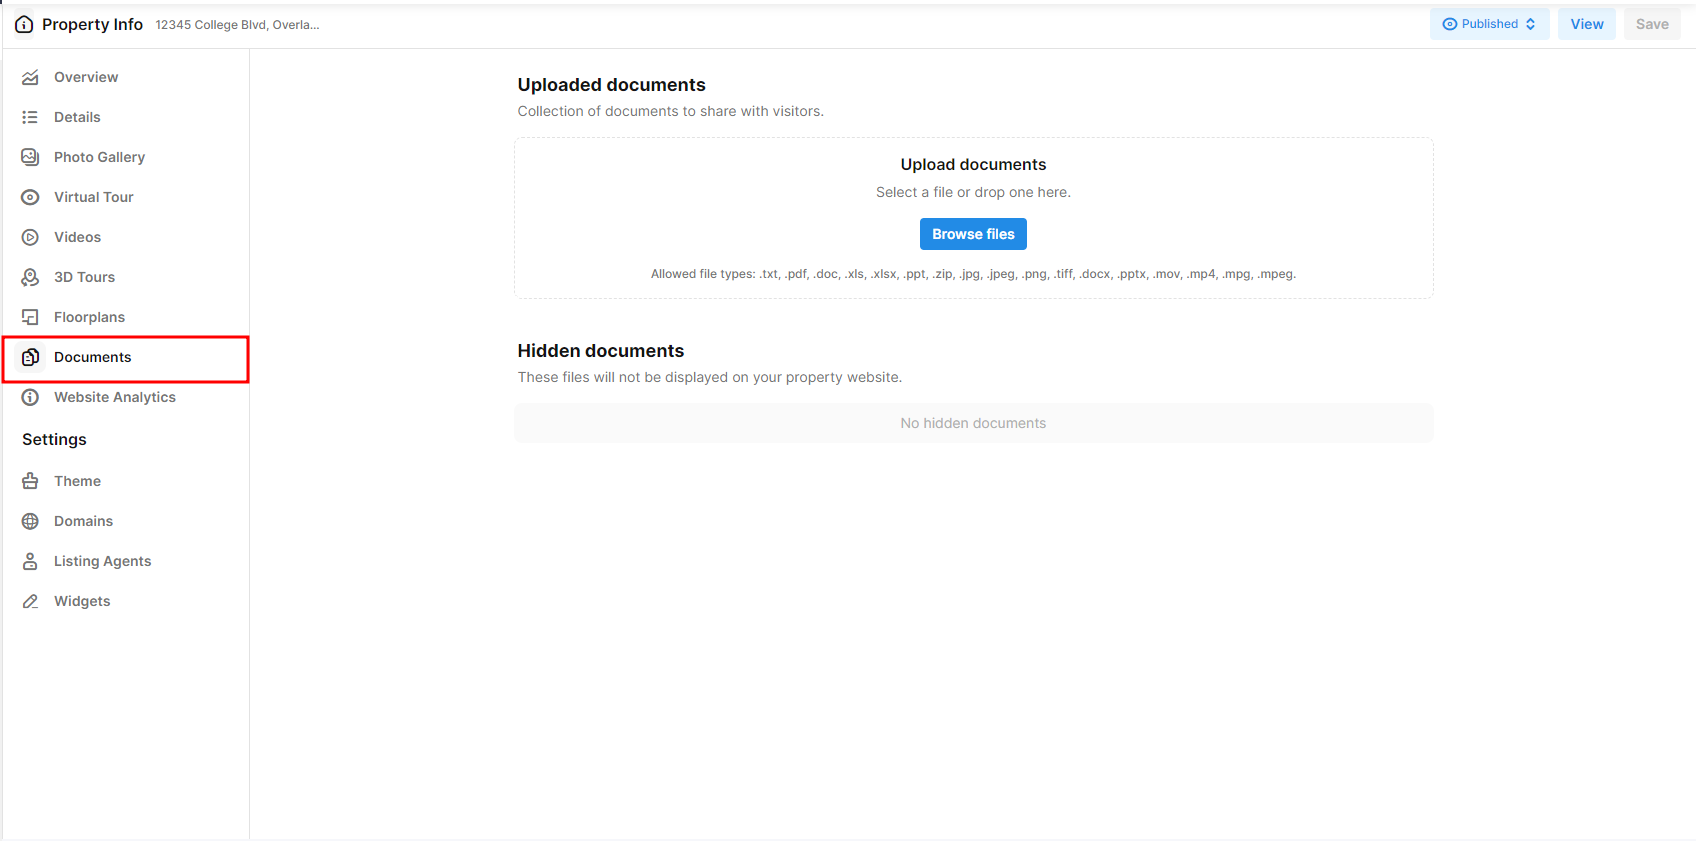 Property Info 12345 College Blvd, Overla...
Published View Save
Overview
Details
Photo Gallery
Virtual Tour
Videos
3D Tours
Floorplans
Documents
Website Analytics
Settings
Theme
Domains
Listing Agents
Widgets
Uploaded documents
Collection of documents to share with visitors.
Upload documents
Select a file or drop one here.
Browse files
Allowed file types: .txt, .pdf, .doc, .xls, .xlsx, .ppt, .zip, .jpg, .jpeg, .png, .tiff, .docx, .pptx, .mov, .mp4, .mpg, .mpeg.
Hidden documents
These files will not be displayed on your property website.
No hidden documents